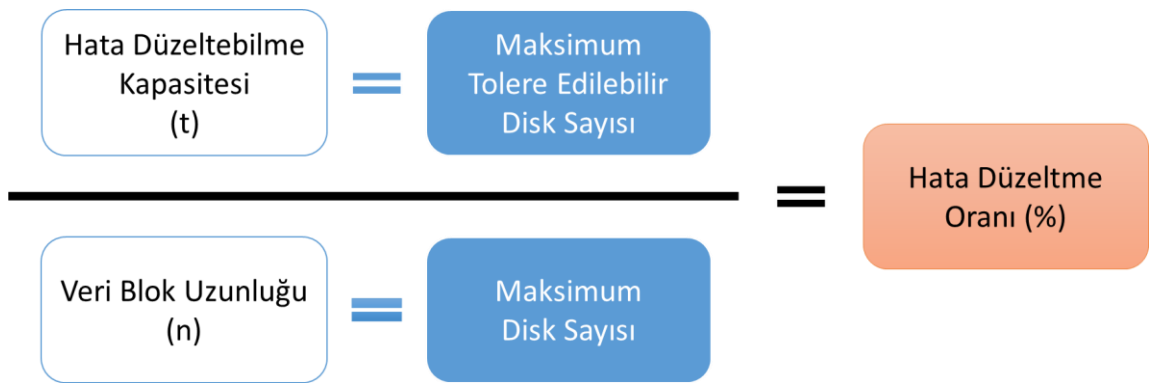 Hata Düzeltebilme
Kapasitesi
(t)
=
Maksimum
Tolere Edilebilir
Disk Sayısı
Veri Blok Uzunluğu
(n)
=
Maksimum
Disk Sayısı
=
Hata Düzeltme
Oranı (%)